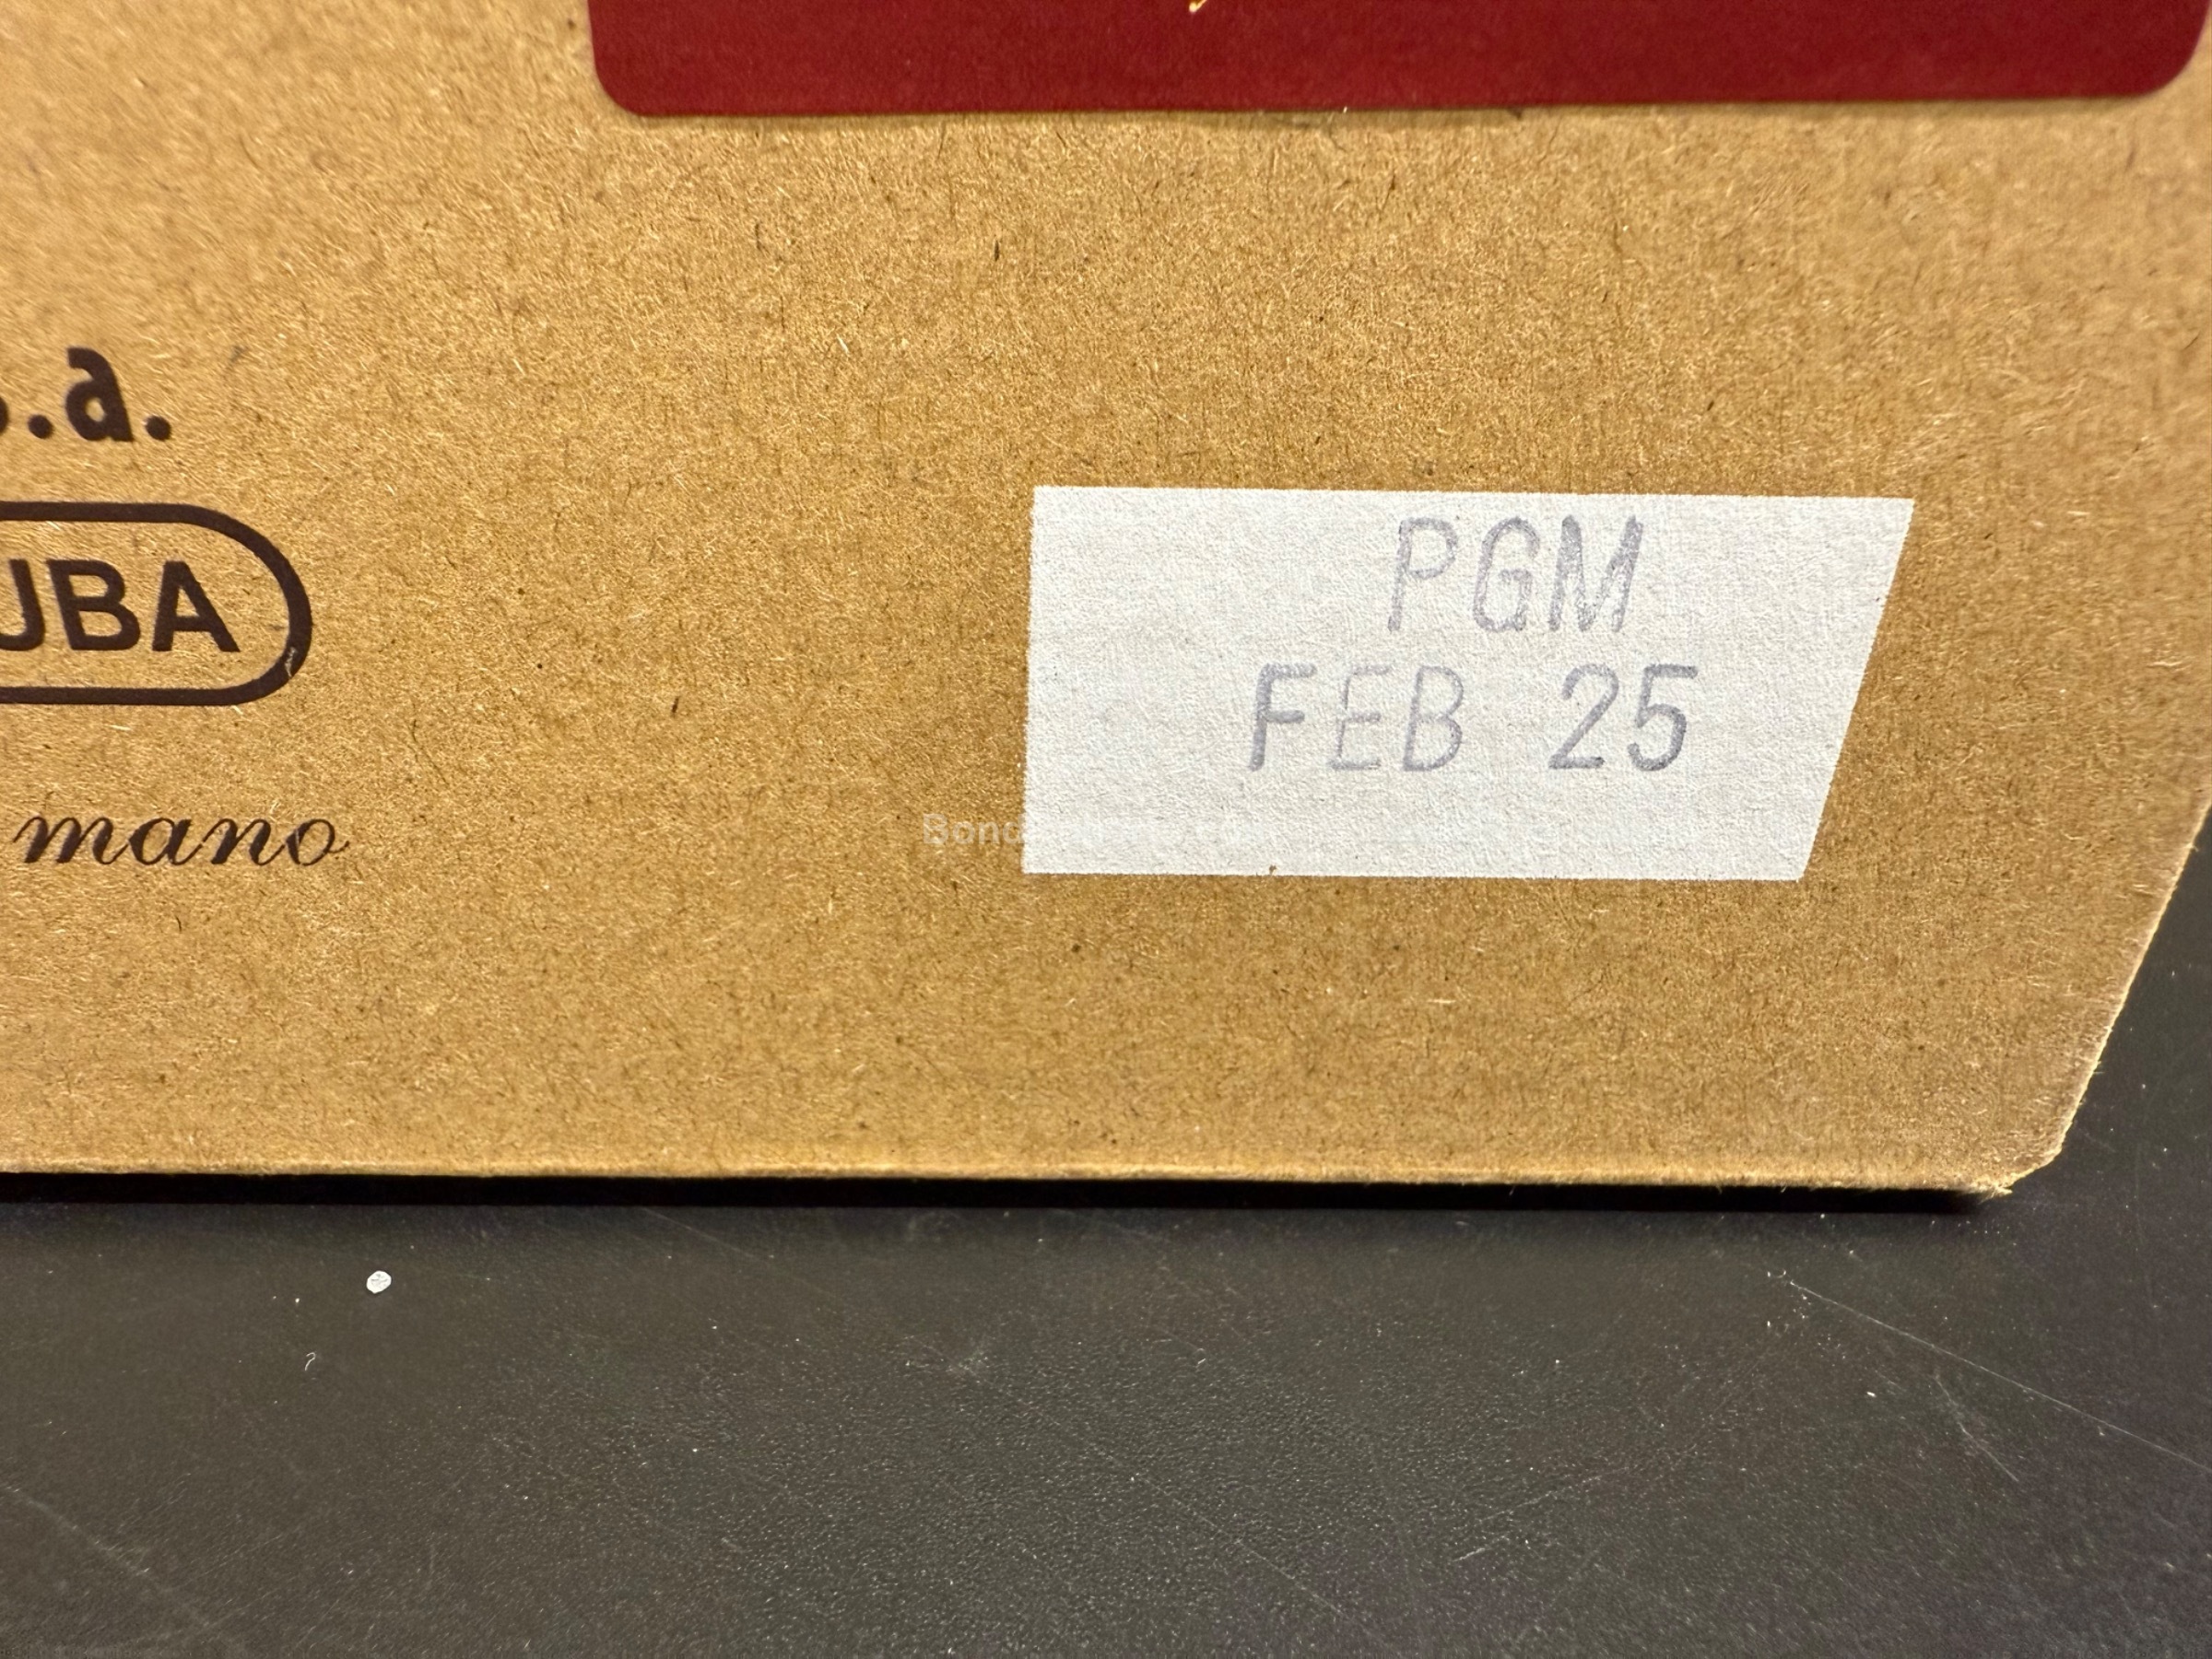 .a.
UBA
mano
PGM
FEB 25